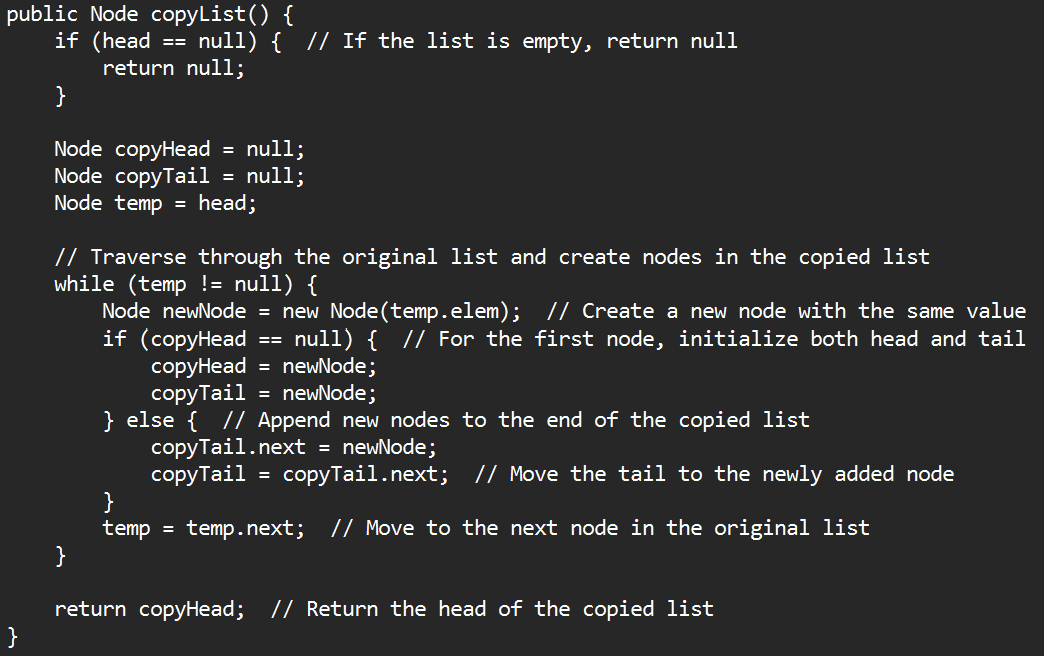 public Node copyList() {
    if (head == null) {  // If the list is empty, return null
        return null;
    }

    Node copyHead = null;
    Node copyTail = null;
    Node temp = head;

    // Traverse through the original list and create nodes in the copied list
    while (temp != null) {
        Node newNode = new Node(temp.elem);  // Create a new node with the same value
        if (copyHead == null) {  // For the first node, initialize both head and tail
            copyHead = newNode;
            copyTail = newNode;
        } else {  // Append new nodes to the end of the copied list
            copyTail.next = newNode;
            copyTail = copyTail.next;  // Move the tail to the newly added node
        }
        temp = temp.next;  // Move to the next node in the original list
    }

    return copyHead;  // Return the head of the copied list
}